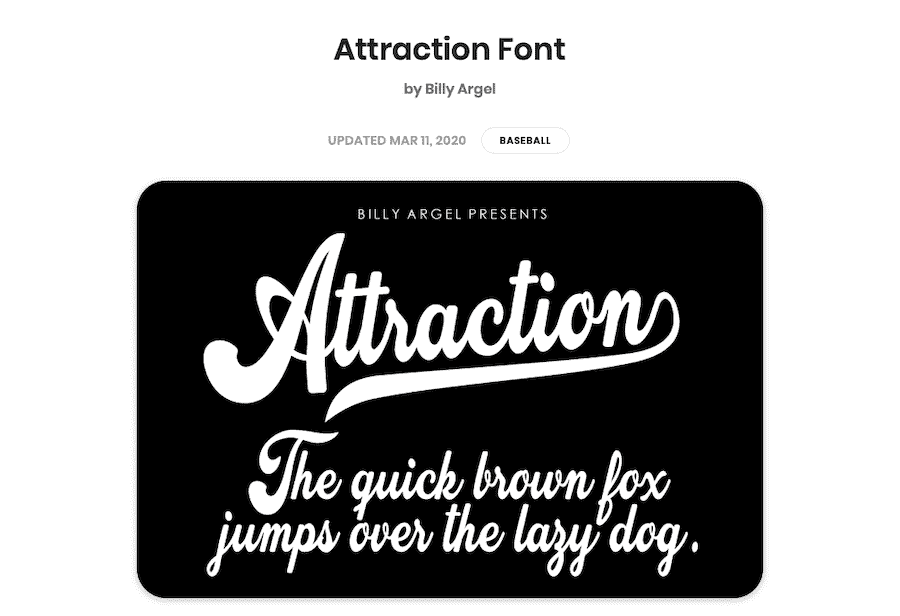 Attraction Font
by Billy Argel
UPDATED MAR 11, 2020 BASEBALL
BILLY ARGEL PRESENTS
Attraction
The quick brown fox
jumps over the lazy dog.